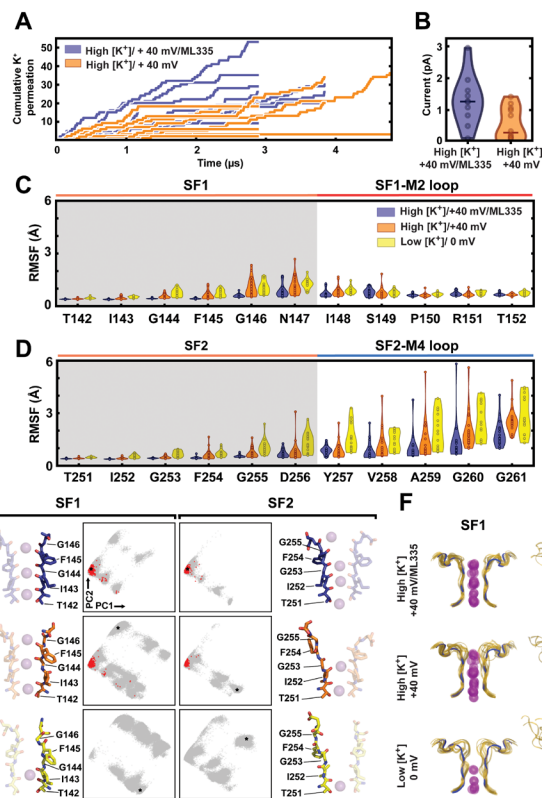 A
Cumulative K+ permeation
50
40
30
20
10
High [K+]/ + 40 mV/ML335
High [K+]/ + 40 mV
0
1
2
3
4
Time (µs)
B
Current (pA)
3
2
1
0
High [K+] +40 mV/ML335
High [K+] +40 mV
C
SF1
SF1-M2 loop
RMSF (Å)
6
3
0
High [K+]/+40 mV/ML335
High [K+]/+40 mV
Low [K+]/ 0 mV
T142 I143 G144 F145 G146 N147 I148 S149 P150 R151 T152
D
SF2
SF2-M4 loop
RMSF (Å)
6
3
0
T251 I252 G253 F254 G255 D256 Y257 V258 A259 G260 G261
SF1
SF2
G146
F145
G144
I143
T142
PC2
PC1
*
*
G255
F254
G253
I252
T251
G146
F145
G144
I143
T142
*
*
G255
F254
G253
I252
T251
G146
F145
G144
I143
T142
*
*
G255
F254
G253
I252
T251
F
SF1
High [K+] +40 mV/ML335
High [K+] +40 mV
Low [K+] 0 mV